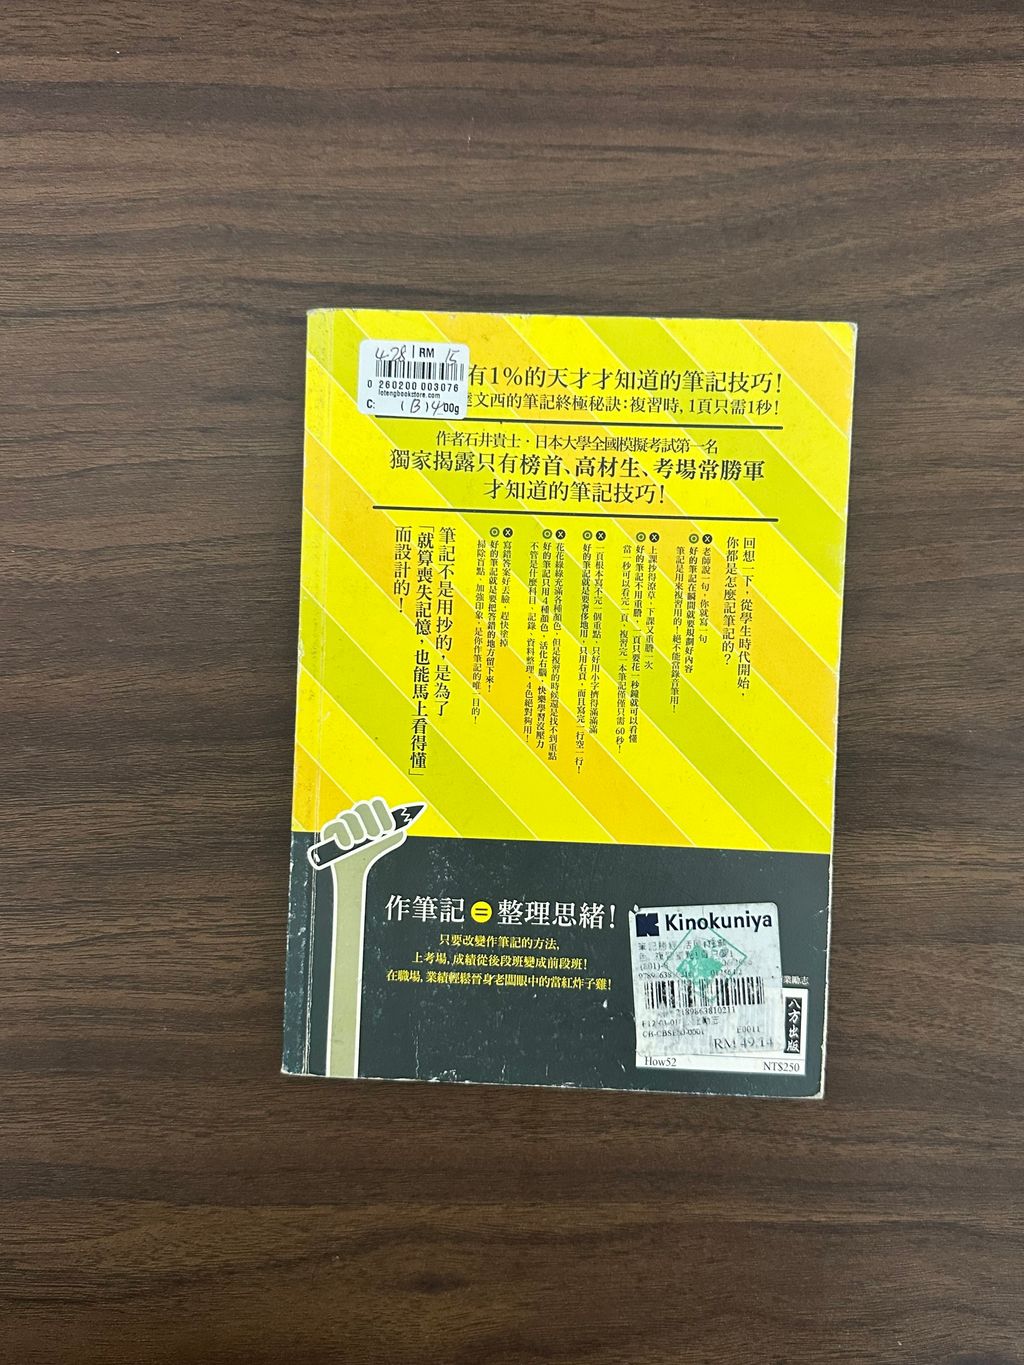 4.28 | RM 15
0 260200 003076
lotengbookstore.com
C: (B) 4 00g
有1%的天才才知道的筆記技巧!
達文西的筆記終極秘訣:複習時,1頁只需1秒!
作者石井貴士・日本大學全國模擬考試第一名
獨家揭露只有榜首、高材生、考場常勝軍
才知道的筆記技巧!
回想一下,從學生時代開始,
你都是怎麼記筆記的?
ⓧ 老師說一句,你就寫一句
◎ 好的筆記在瞬間就要規劃好內容
筆記是用來複習用的!絕不能當錄音筆用!
ⓧ 上課抄得潦草,下課又重謄一次
◎ 好的筆記不用重謄,一頁只要花一秒鐘就可以看懂
當一秒可以看完一頁,複習完一本筆記僅僅只需60秒!
ⓧ 一頁根本寫不完一個重點,只好用小字擠得滿滿滿
◎ 好的筆記就是要奢侈地用,只用右頁,而且寫完一行空一行!
ⓧ 花花綠綠充滿各種顏色,但是複習的時候還是找不到重點
◎ 好的筆記只用4種顏色,活化右腦,快樂學習沒壓力
不管是什麼科目、記錄、資料整理,4色絕對夠用!
ⓧ 寫錯答案好丟臉,趕快塗掉
◎ 好的筆記就是要把答錯的地方留下來!
掃除盲點、加強印象,是你作筆記的唯一目的!
筆記不是用抄的,是為了
「就算喪失記憶,也能馬上看得懂」
而設計的!
作筆記=整理思緒!
只要改變作筆記的方法,
上考場,成績從後段班變成前段班!
在職場,業績輕鬆晉身老闆眼中的當紅炸子雞!
Kinokuniya
2189863810211
E0011
RM 49.14
業勵志
八方出版
How52
NT$250